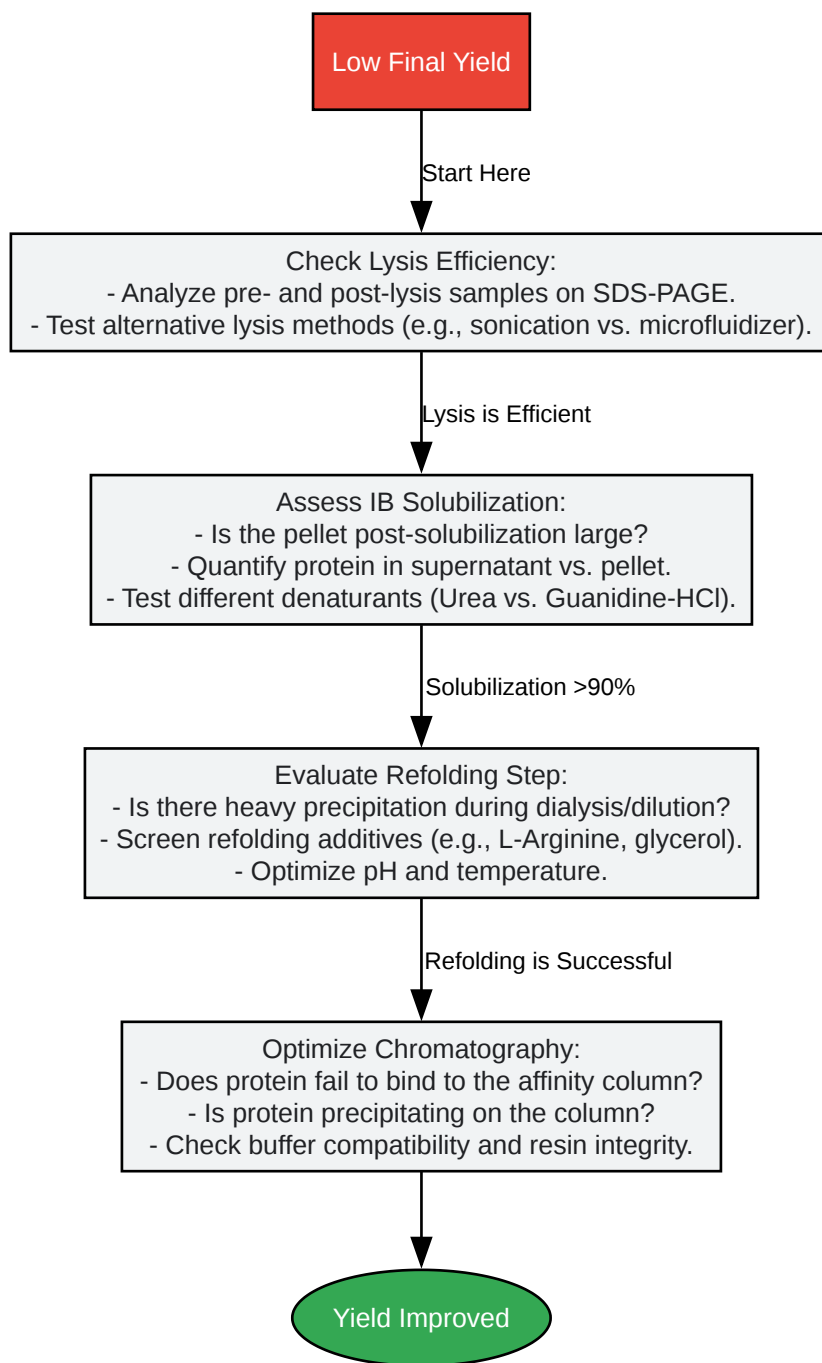 Low Final Yield
Start Here
Check Lysis Efficiency:
- Analyze pre- and post-lysis samples on SDS-PAGE.
- Test alternative lysis methods (e.g., sonication vs. microfluidizer).
Lysis is Efficient
Assess IB Solubilization:
- Is the pellet post-solubilization large?
- Quantify protein in supernatant vs. pellet.
- Test different denaturants (Urea vs. Guanidine-HCl).
Solubilization >90%
Evaluate Refolding Step:
- Is there heavy precipitation during dialysis/dilution?
- Screen refolding additives (e.g., L-Arginine, glycerol).
- Optimize pH and temperature.
Refolding is Successful
Optimize Chromatography:
- Does protein fail to bind to the affinity column?
- Is protein precipitating on the column?
- Check buffer compatibility and resin integrity.
Yield Improved